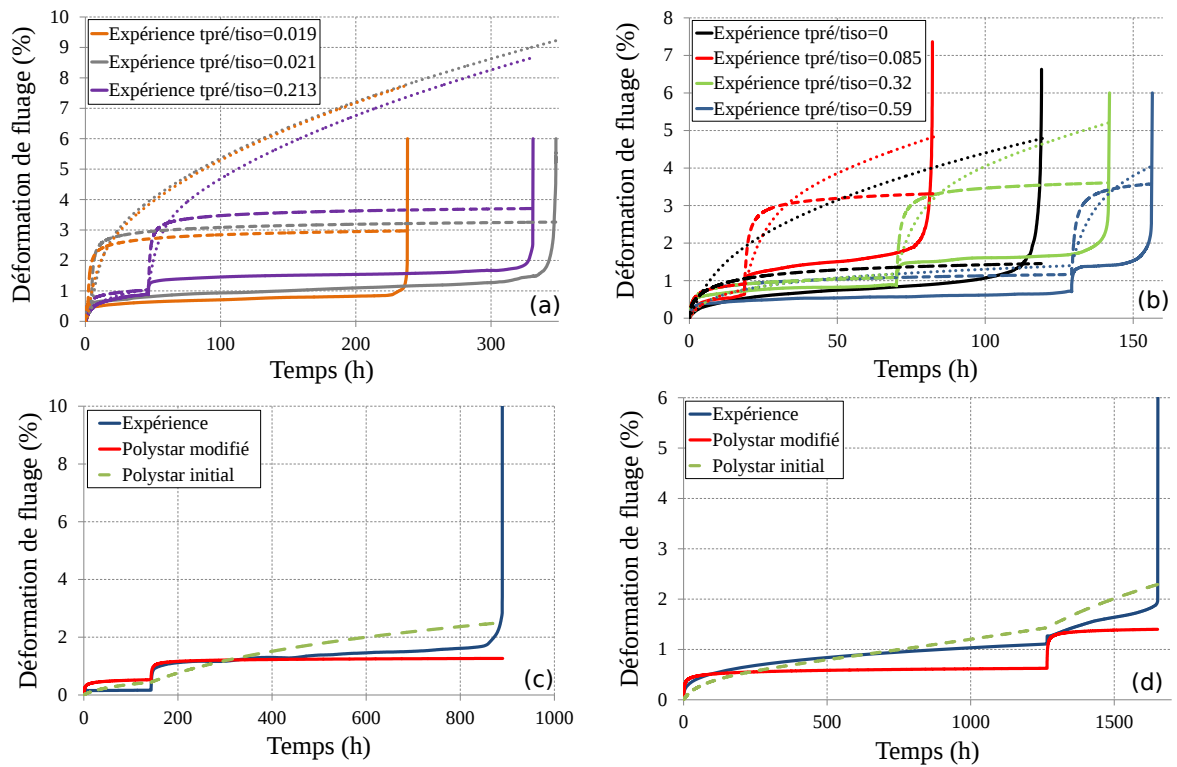 Déformation de fluage (%)
10
9
8
7
6
5
4
3
2
1
0
Expérience tpré/tiso=0.019
Expérience tpré/tiso=0.021
Expérience tpré/tiso=0.213
(a)
0
100
200
300
Temps (h)
Déformation de fluage (%)
8
7
6
5
4
3
2
1
0
Expérience tpré/tiso=0
Expérience tpré/tiso=0.085
Expérience tpré/tiso=0.32
Expérience tpré/tiso=0.59
(b)
0
50
100
150
Temps (h)
Déformation de fluage (%)
10
8
6
4
2
0
Expérience
Polystar modifié
Polystar initial
(c)
0
200
400
600
800
1000
Temps (h)
Déformation de fluage (%)
6
5
4
3
2
1
0
Expérience
Polystar modifié
Polystar initial
(d)
0
500
1000
1500
Temps (h)